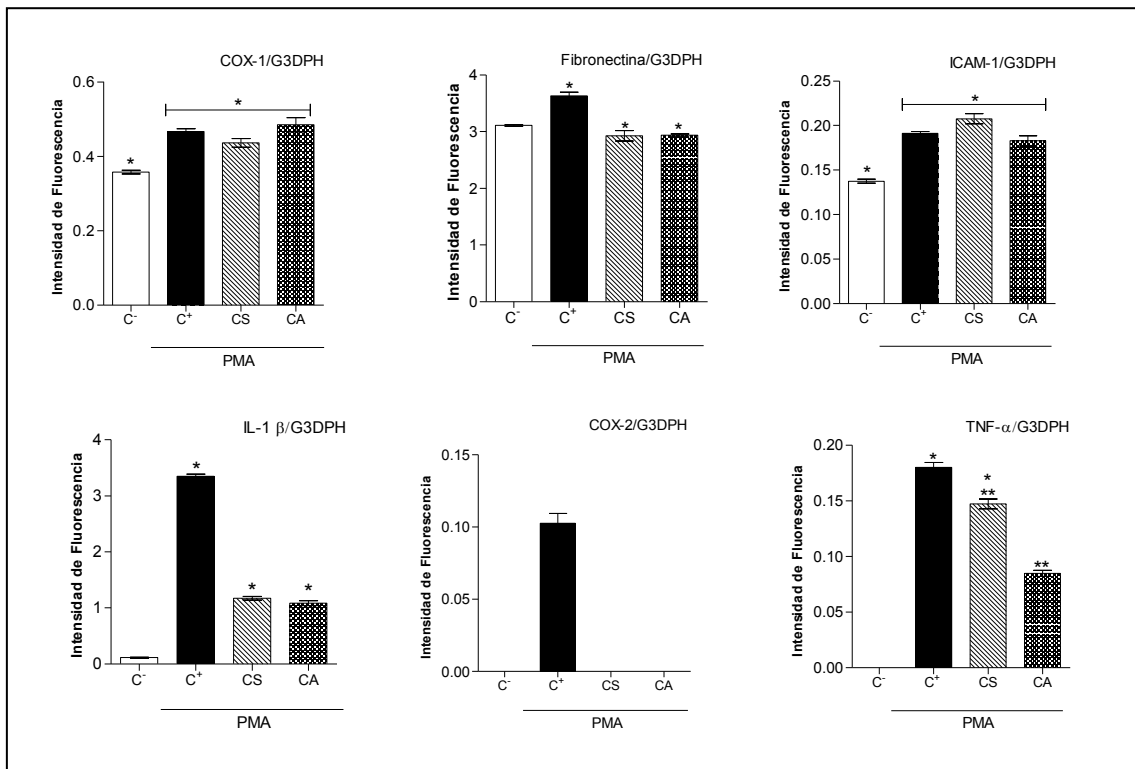 COX-1/G3DPH
Intensidad de Fluorescencia
0.6
0.4
0.2
0.0
*
*
C- C+ CS CA
PMA
Fibronectina/G3DPH
Intensidad de Fluorescencia
4
3
2
1
0
*
* *
C- C+ CS CA
PMA
ICAM-1/G3DPH
Intensidad de Fluorescencia
0.25
0.20
0.15
0.10
0.05
0.00
*
*
C- C+ CS CA
PMA
IL-1 β/G3DPH
Intensidad de Fluorescencia
4
3
2
1
0
*
* *
C- C+ CS CA
PMA
COX-2/G3DPH
Intensidad de Fluorescencia
0.15
0.10
0.05
0.00
C- C+ CS CA
PMA
TNF-α/G3DPH
Intensidad de Fluorescencia
0.20
0.15
0.10
0.05
0.00
*
*
**
**
C- C+ CS CA
PMA